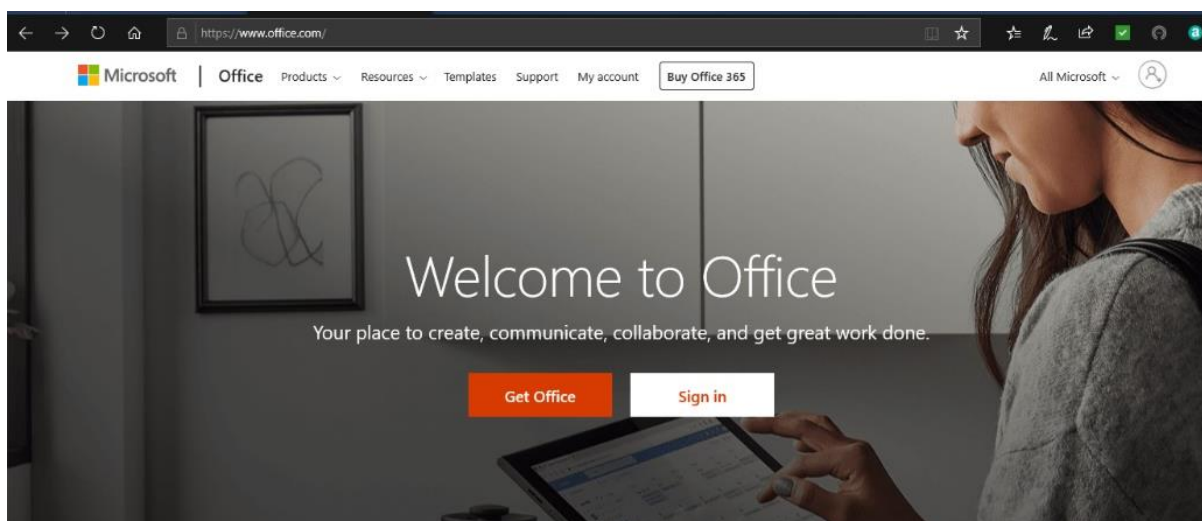 https://www.office.com/
Microsoft | Office Products Resources Templates Support My account Buy Office 365 All Microsoft
Welcome to Office
Your place to create, communicate, collaborate, and get great work done.
Get Office Sign in